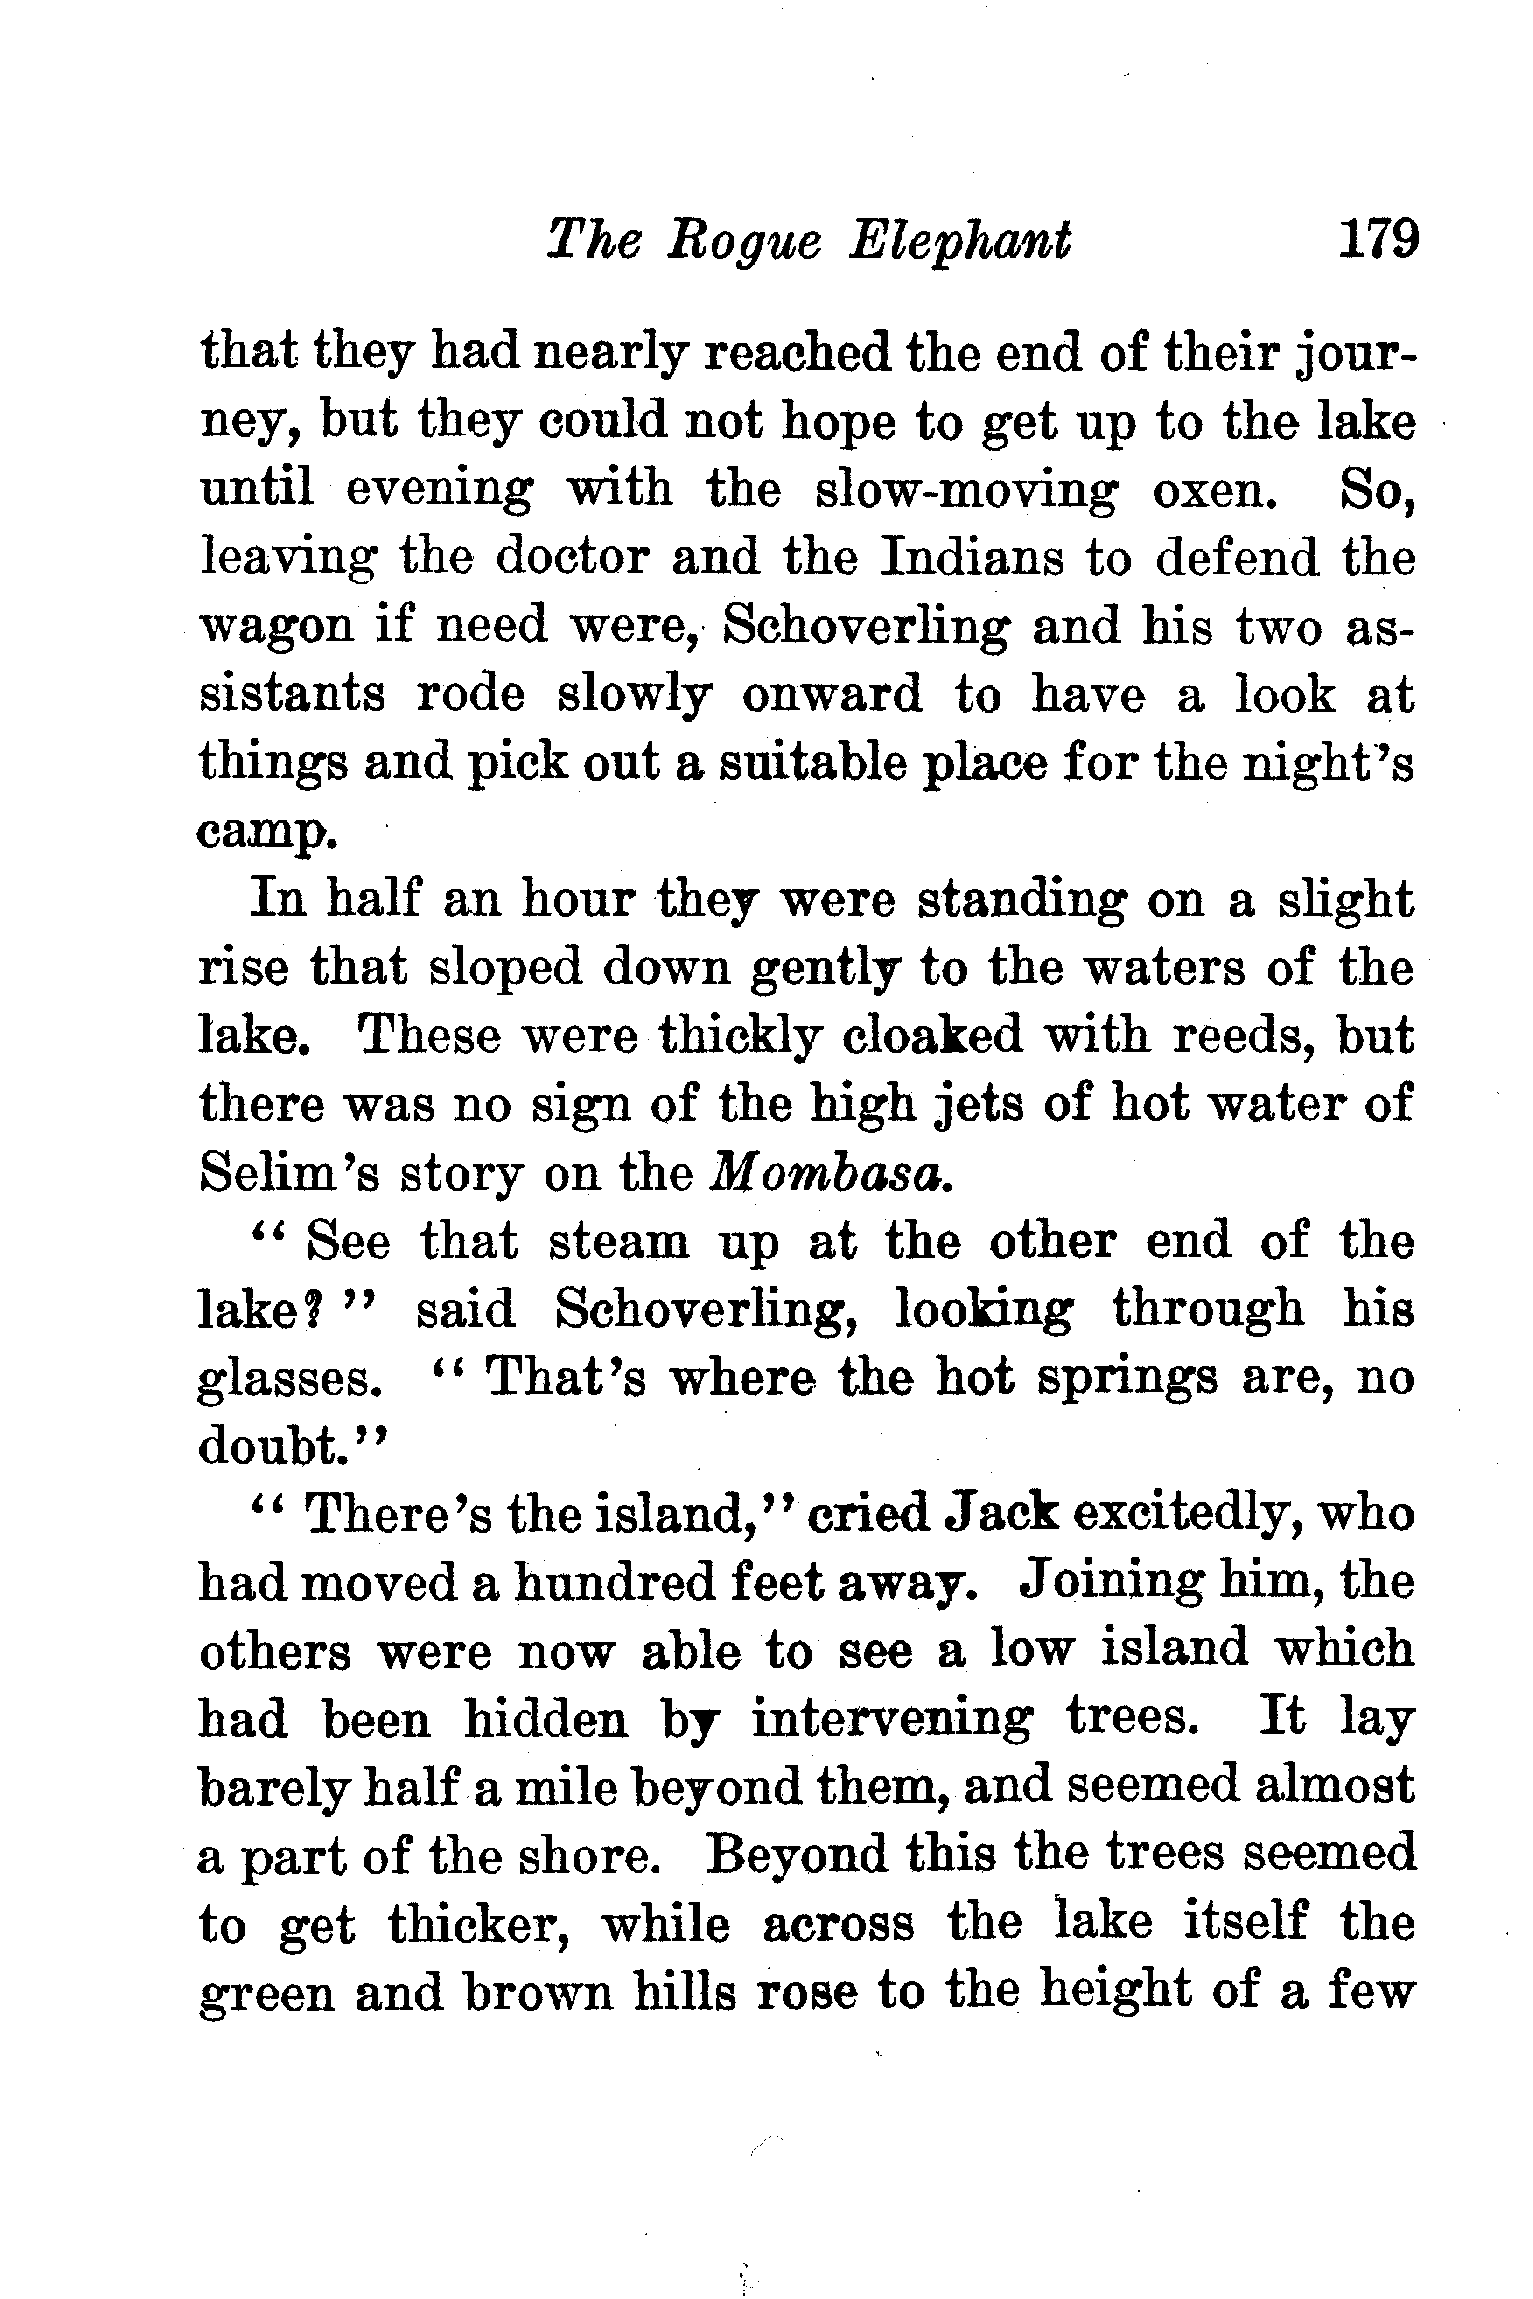 The Rogue Elephant 179
that they had nearly reached the end of their jour-
ney, but they could not hope to get up to the lake
until evening with the slow-moving oxen. So,
leaving the doctor and the Indians to defend the
wagon if need were, Schoverling and his two as-
sistants rode slowly onward to have a look at
things and pick out a suitable place for the night's
camp.
In half an hour they were standing on a slight
rise that sloped down gently to the waters of the
lake. These were thickly cloaked with reeds, but
there was no sign of the high jets of hot water of
Selim's story on the Mombasa.
“ See that steam up at the other end of the
lake? ” said Schoverling, looking through his
glasses. “ That's where the hot springs are, no
doubt.”
“ There's the island,” cried Jack excitedly, who
had moved a hundred feet away. Joining him, the
others were now able to see a low island which
had been hidden by intervening trees. It lay
barely half a mile beyond them, and seemed almost
a part of the shore. Beyond this the trees seemed
to get thicker, while across the lake itself the
green and brown hills rose to the height of a few